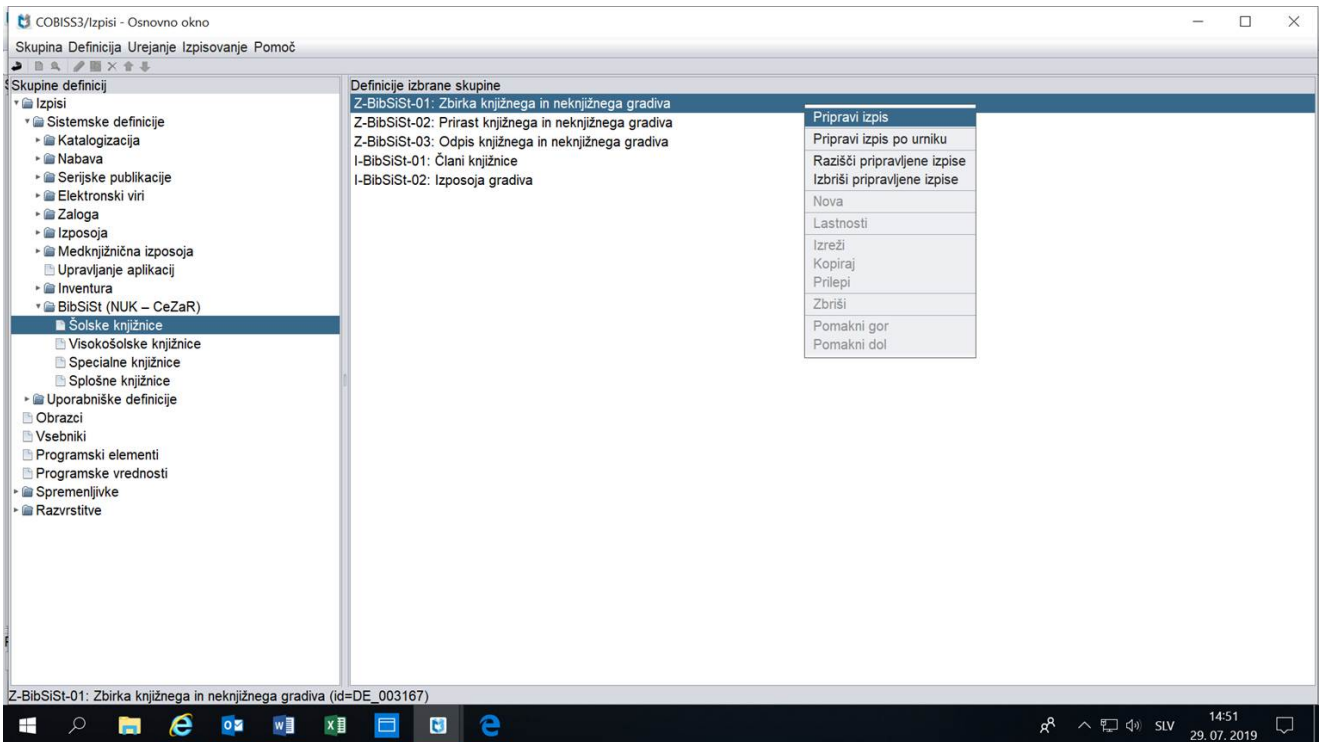 COBISS3/Izpisi - Osnovno okno
Skupina Definicija Urejanje Izpisovanje Pomoč
Skupine definicij
Izpisi
Sistemske definicije
Katalogizacija
Nabava
Serijske publikacije
Elektronski viri
Zaloga
Izposoja
Medknjižnična izposoja
Upravljanje aplikacij
Inventura
BibSiSt (NUK – CeZaR)
Šolske knjižnice
Visokošolske knjižnice
Specialne knjižnice
Splošne knjižnice
Uporabniške definicije
Obrazci
Vsebniki
Programski elementi
Programske vrednosti
Spremenljivke
Razvrstitve
Definicije izbrane skupine
Z-BibSiSt-01: Zbirka knjižnega in neknjižnega gradiva
Z-BibSiSt-02: Prirast knjižnega in neknjižnega gradiva
Z-BibSiSt-03: Odpis knjižnega in neknjižnega gradiva
I-BibSiSt-01: Člani knjižnice
I-BibSiSt-02: Izposoja gradiva
Pripravi izpis
Pripravi izpis po urniku
Razišči pripravljene izpise
Izbriši pripravljene izpise
Nova
Lastnosti
Izreži
Kopiraj
Prilepi
Zbriši
Pomakni gor
Pomakni dol
Z-BibSiSt-01: Zbirka knjižnega in neknjižnega gradiva (id=DE_003167)
SLV
14:51
29. 07. 2019